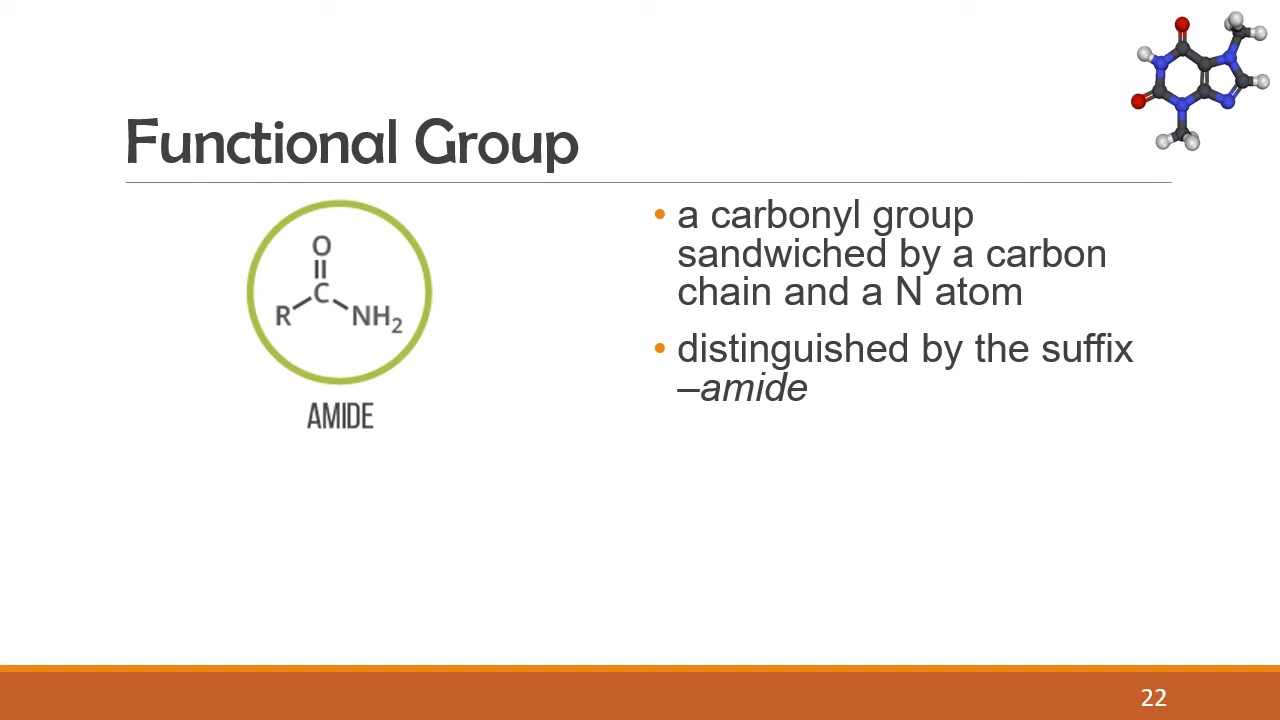 Functional Group
O
C
R
NH2
AMIDE
• a carbonyl group
sandwiched by a carbon
chain and a N atom
• distinguished by the suffix
–amide
22